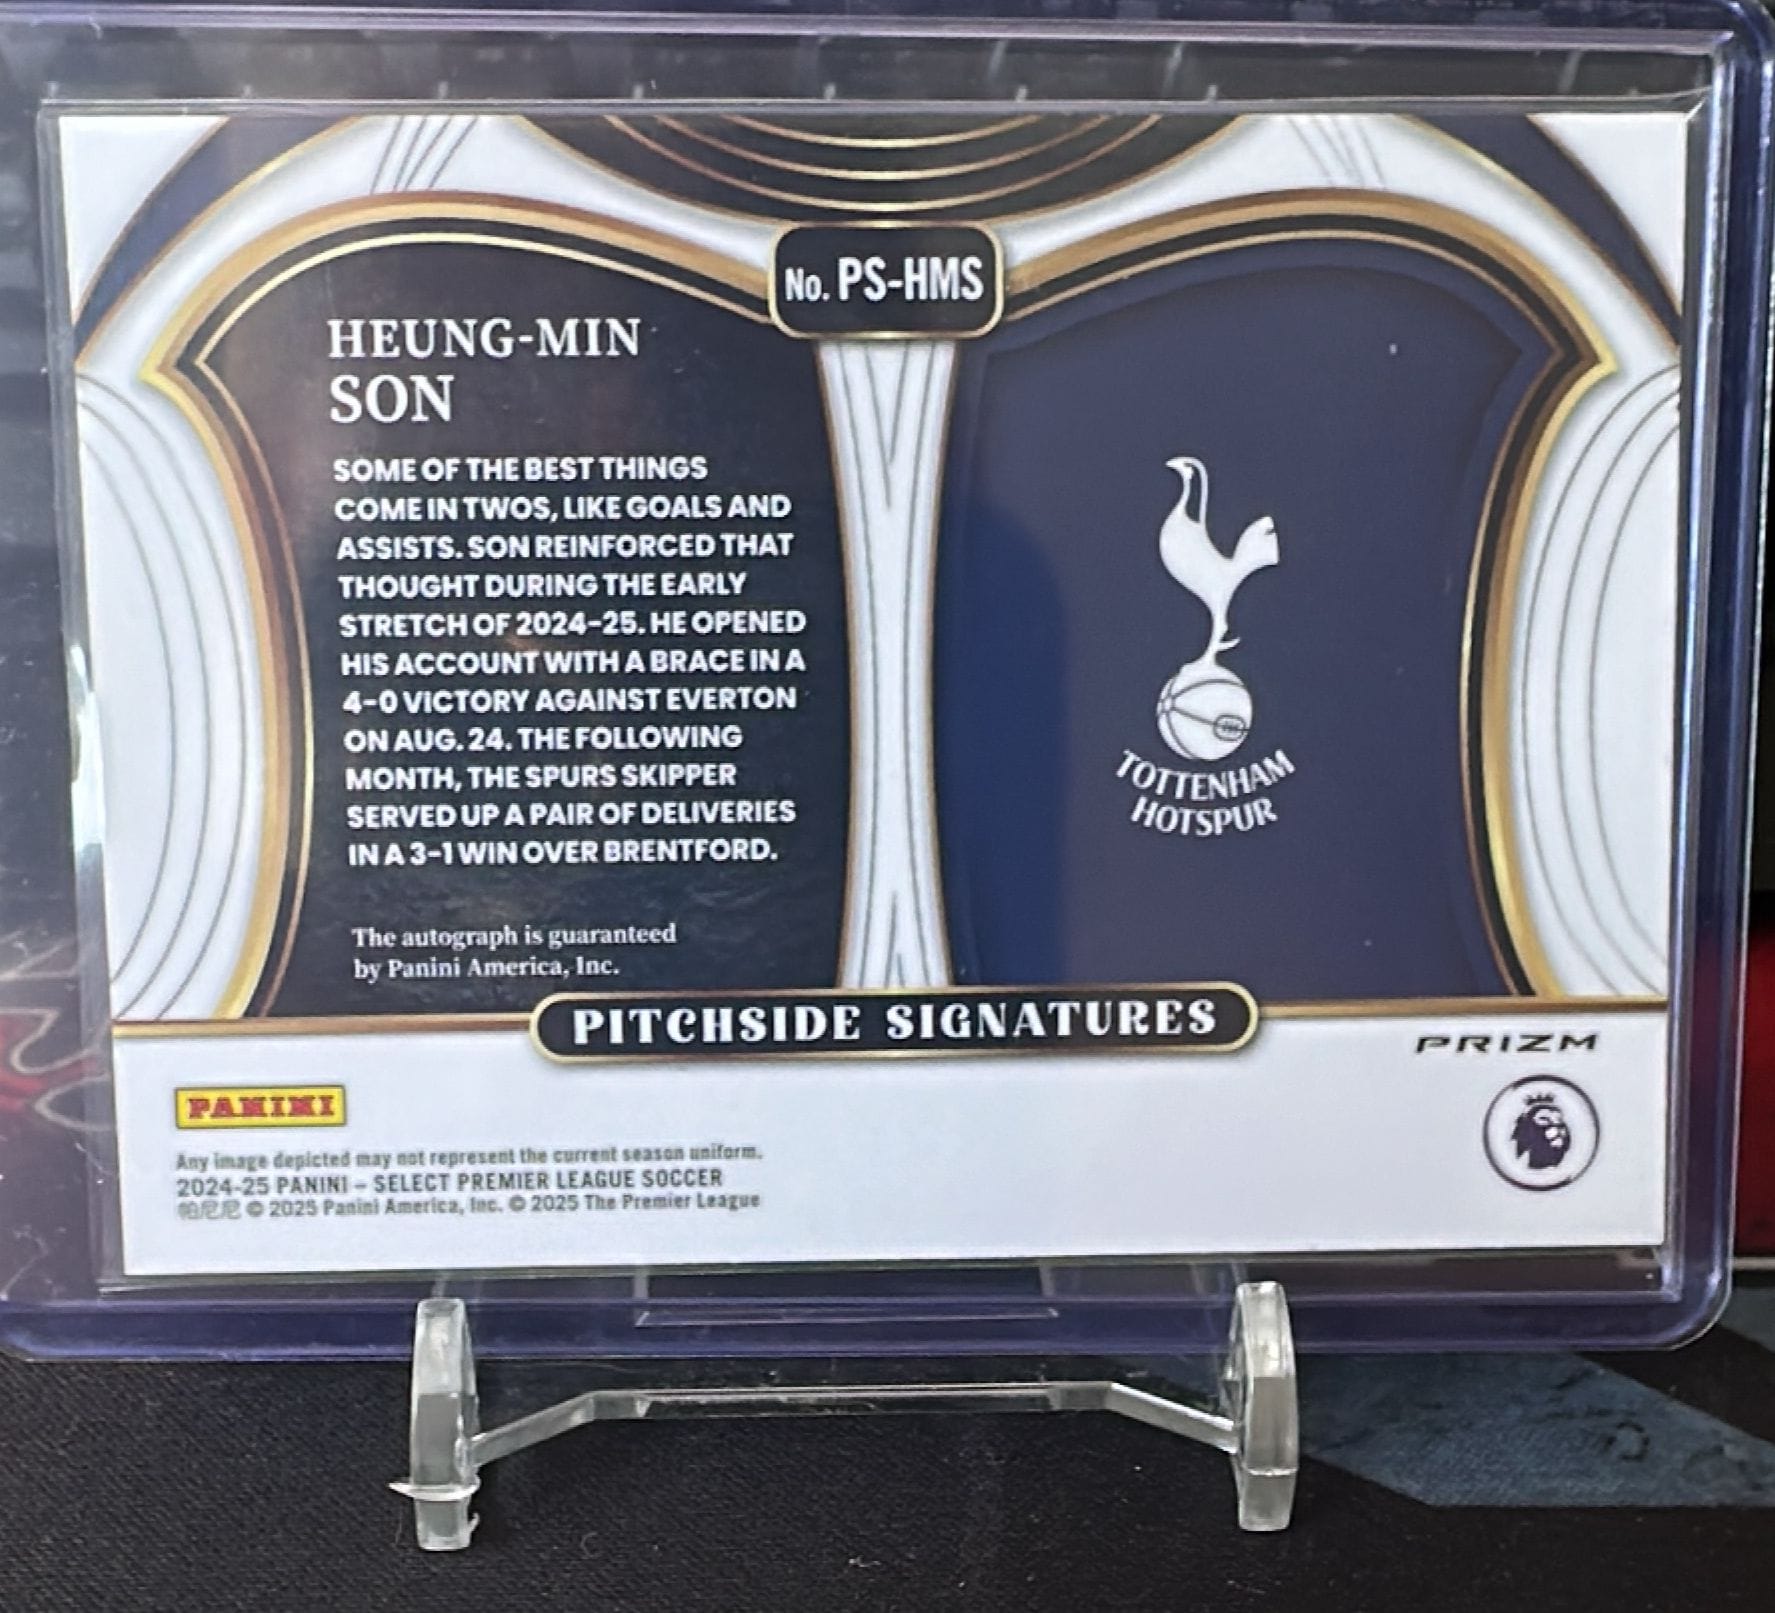 No. PS-HMS
HEUNG-MIN
SON
SOME OF THE BEST THINGS
COME IN TWOS, LIKE GOALS AND
ASSISTS. SON REINFORCED THAT
THOUGHT DURING THE EARLY
STRETCH OF 2024-25. HE OPENED
HIS ACCOUNT WITH A BRACE IN A
4-0 VICTORY AGAINST EVERTON
ON AUG. 24. THE FOLLOWING
MONTH, THE SPURS SKIPPER
SERVED UP A PAIR OF DELIVERIES
IN A 3-1 WIN OVER BRENTFORD.
The autograph is guaranteed
by Panini America, Inc.
TOTTENHAM
HOTSPUR
PITCHSIDE SIGNATURES
PRIZM
PANINI
Any image depicted may not represent the current season uniform.
2024-25 PANINI – SELECT PREMIER LEAGUE SOCCER
帕尼尼 © 2025 Panini America, Inc. © 2025 The Premier League